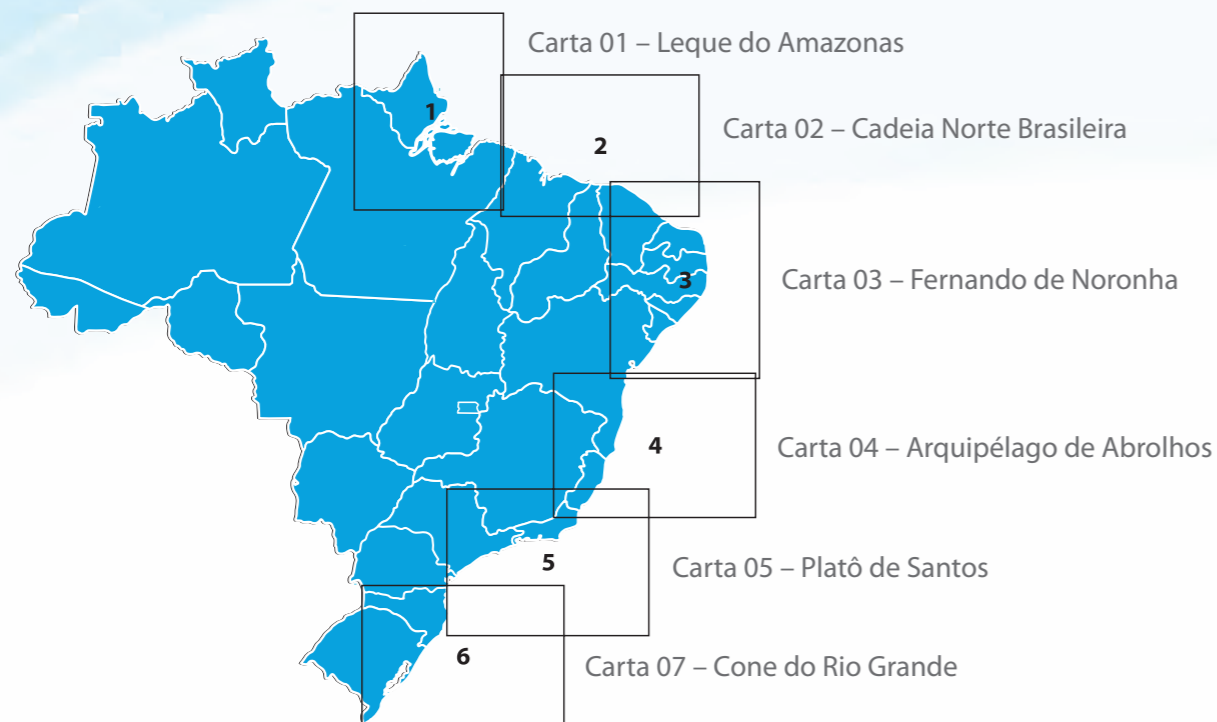 Carta 01 – Leque do Amazonas
1
2
Carta 02 – Cadeia Norte Brasileira
3
Carta 03 – Fernando de Noronha
4
Carta 04 – Arquipélago de Abrolhos
5
Carta 05 – Platô de Santos
6
Carta 07 – Cone do Rio Grande